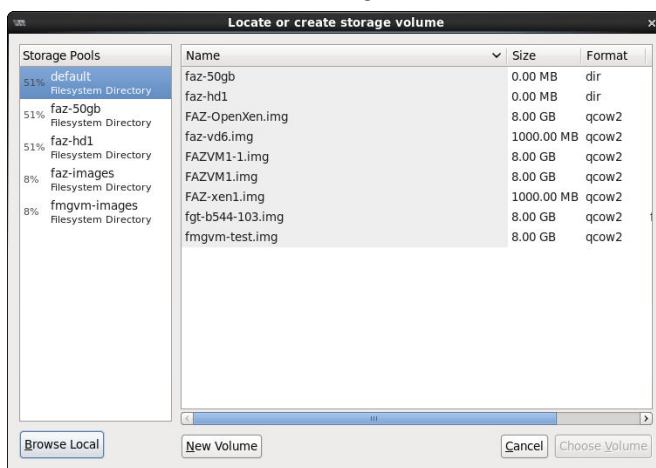 Locate or create storage volume
Storage Pools
51% default
Filesystem Directory
51% faz-50gb
Filesystem Directory
51% faz-hd1
Filesystem Directory
8% faz-images
Filesystem Directory
8% fmgvm-images
Filesystem Directory
Name Size Format
faz-50gb 0.00 MB dir
faz-hd1 0.00 MB dir
FAZ-OpenXen.img 8.00 GB qcow2
faz-vd6.img 1000.00 MB qcow2
FAZVM1-1.img 8.00 GB qcow2
FAZVM1.img 8.00 GB qcow2
FAZ-xen1.img 1000.00 MB qcow2
fgt-b544-103.img 8.00 GB qcow2
fmgvm-test.img 8.00 GB qcow2
Browse Local New Volume Cancel Choose Volume